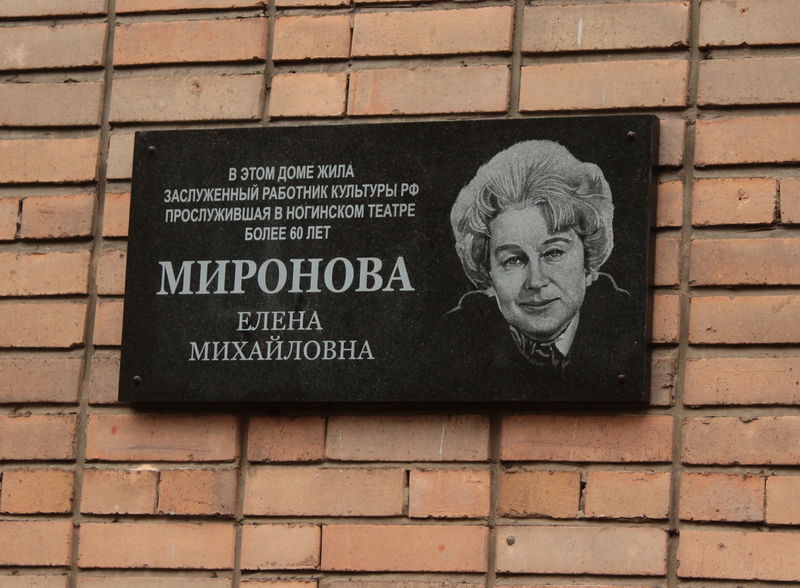 В ЭТОМ ДОМЕ ЖИЛА
ЗАСЛУЖЕННЫЙ РАБОТНИК КУЛЬТУРЫ РФ
ПРОСЛУЖИВШАЯ В НОГИНСКОМ ТЕАТРЕ
БОЛЕЕ 60 ЛЕТ
МИРОНОВА
ЕЛЕНА
МИХАЙЛОВНА